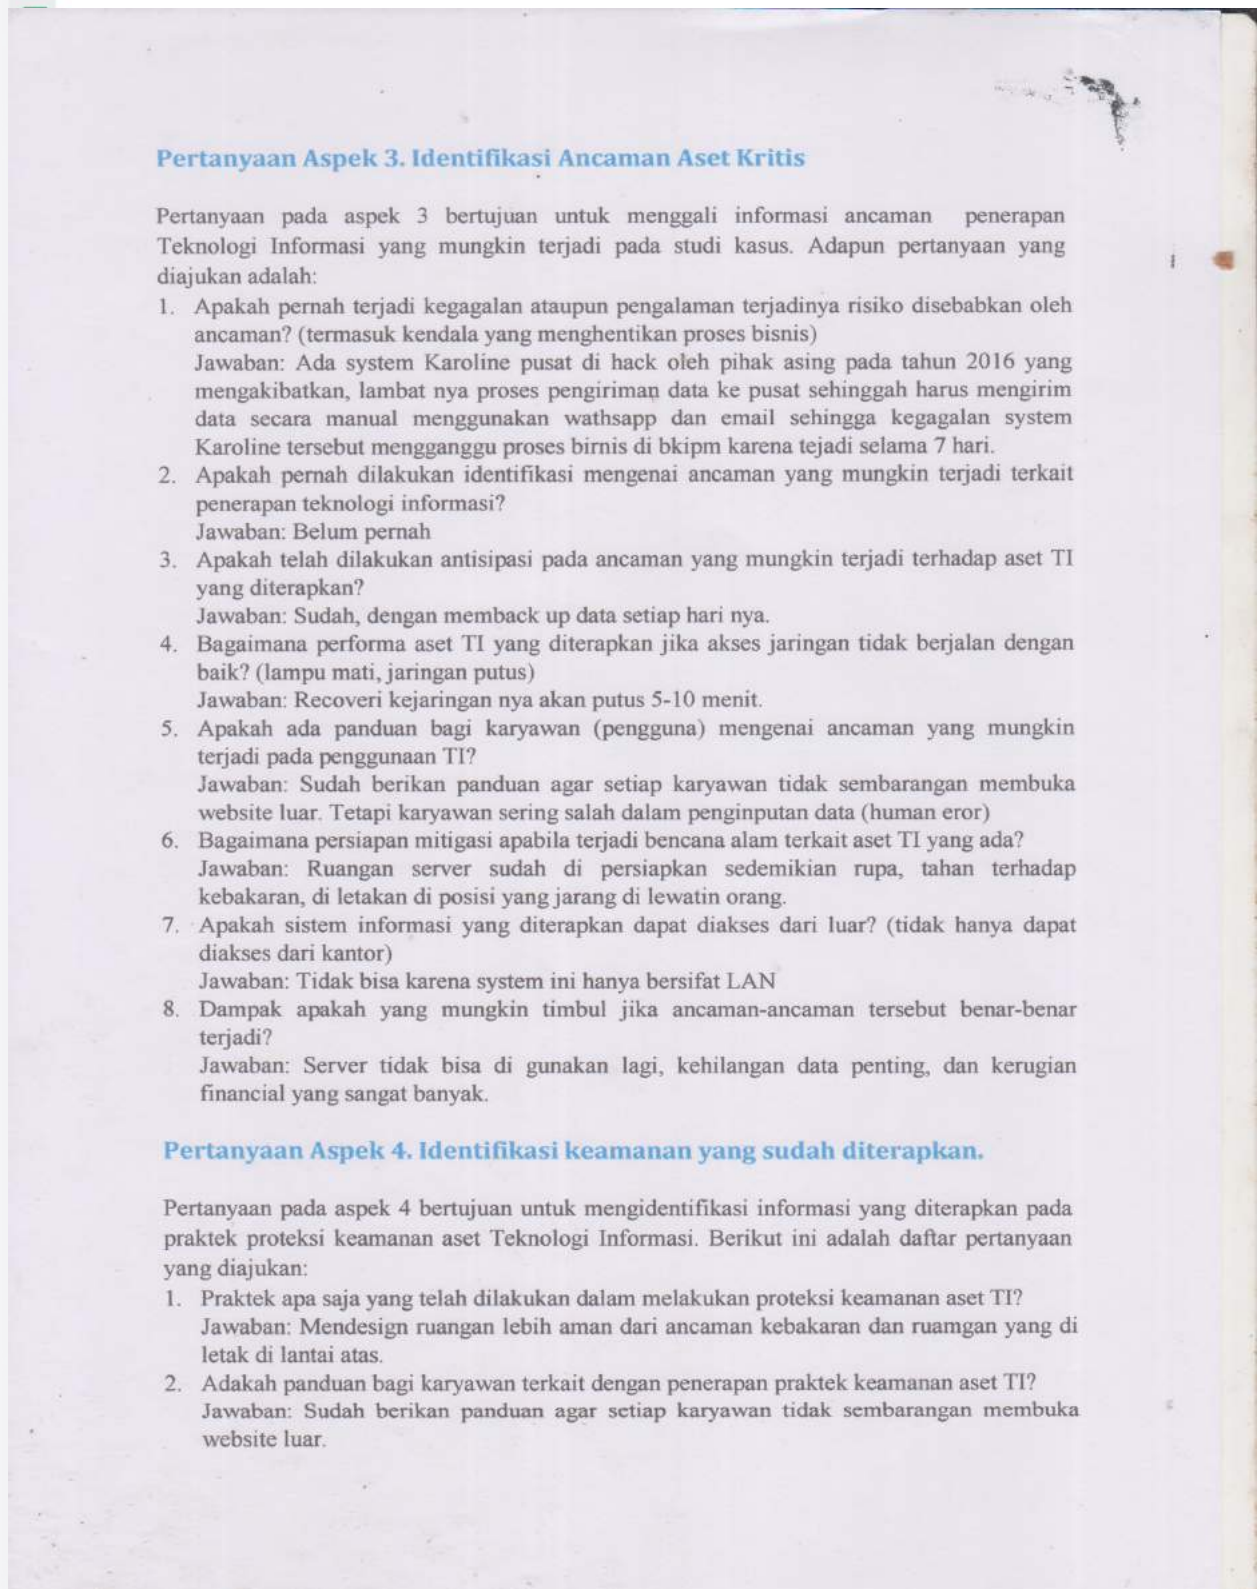 Pertanyaan Aspek 3. Identifikasi Ancaman Aset Kritis
Pertanyaan pada aspek 3 bertujuan untuk menggali informasi ancaman penerapan
Teknologi Informasi yang mungkin terjadi pada studi kasus. Adapun pertanyaan yang
diajukan adalah:
1. Apakah pernah terjadi kegagalan ataupun pengalaman terjadinya risiko disebabkan oleh
ancaman? (termasuk kendala yang menghentikan proses bisnis)
Jawaban: Ada system Karoline pusat di hack oleh pihak asing pada tahun 2016 yang
mengakibatkan, lambat nya proses pengiriman data ke pusat sehinggah harus mengirim
data secara manual menggunakan wathsapp dan email sehingga kegagalan system
Karoline tersebut mengganggu proses birnis di bkipm karena tejadi selama 7 hari.
2. Apakah pernah dilakukan identifikasi mengenai ancaman yang mungkin terjadi terkait
penerapan teknologi informasi?
Jawaban: Belum pernah
3. Apakah telah dilakukan antisipasi pada ancaman yang mungkin terjadi terhadap aset TI
yang diterapkan?
Jawaban: Sudah, dengan memback up data setiap hari nya.
4. Bagaimana performa aset TI yang diterapkan jika akses jaringan tidak berjalan dengan
baik? (lampu mati, jaringan putus)
Jawaban: Recoveri kejaringan nya akan putus 5-10 menit.
5. Apakah ada panduan bagi karyawan (pengguna) mengenai ancaman yang mungkin
terjadi pada penggunaan TI?
Jawaban: Sudah berikan panduan agar setiap karyawan tidak sembarangan membuka
website luar. Tetapi karyawan sering salah dalam penginputan data (human eror)
6. Bagaimana persiapan mitigasi apabila terjadi bencana alam terkait aset TI yang ada?
Jawaban: Ruangan server sudah di persiapkan sedemikian rupa, tahan terhadap
kebakaran, di letakan di posisi yang jarang di lewatin orang.
7. Apakah sistem informasi yang diterapkan dapat diakses dari luar? (tidak hanya dapat
diakses dari kantor)
Jawaban: Tidak bisa karena system ini hanya bersifat LAN
8. Dampak apakah yang mungkin timbul jika ancaman-ancaman tersebut benar-benar
terjadi?
Jawaban: Server tidak bisa di gunakan lagi, kehilangan data penting, dan kerugian
financial yang sangat banyak.
Pertanyaan Aspek 4. Identifikasi keamanan yang sudah diterapkan.
Pertanyaan pada aspek 4 bertujuan untuk mengidentifikasi informasi yang diterapkan pada
praktek proteksi keamanan aset Teknologi Informasi. Berikut ini adalah daftar pertanyaan
yang diajukan:
1. Praktek apa saja yang telah dilakukan dalam melakukan proteksi keamanan aset TI?
Jawaban: Mendesign ruangan lebih aman dari ancaman kebakaran dan ruamgan yang di
letak di lantai atas.
2. Adakah panduan bagi karyawan terkait dengan penerapan praktek keamanan aset TI?
Jawaban: Sudah berikan panduan agar setiap karyawan tidak sembarangan membuka
website luar.